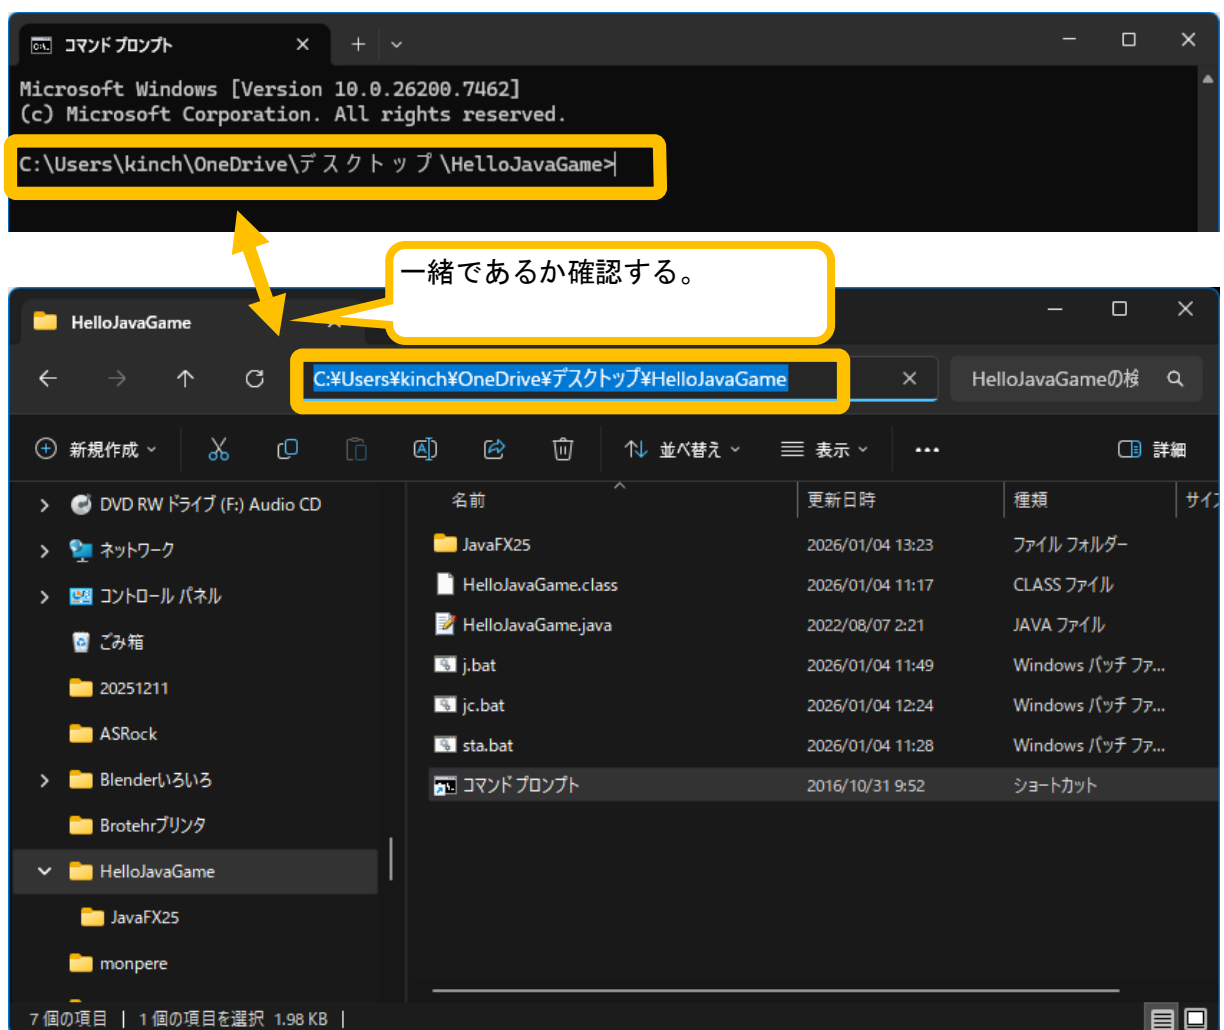 コマンド プロンプト
Microsoft Windows [Version 10.0.26200.7462]
(c) Microsoft Corporation. All rights reserved.
C:\Users\kinch\OneDrive\デスクトップ\HelloJavaGame>
一緒であるか確認する。
HelloJavaGame
C:¥Users¥kinch¥OneDrive¥デスクトップ¥HelloJavaGame
HelloJavaGameの検
新規作成
並べ替え
表示
詳細
名前 更新日時 種類 サイズ
DVD RW ドライブ (F:) Audio CD
ネットワーク
コントロール パネル
ごみ箱
20251211
ASRock
Blenderいろいろ
Brotehrプリンタ
HelloJavaGame
JavaFX25
monpere
JavaFX25 2026/01/04 13:23 ファイル フォルダー
HelloJavaGame.class 2026/01/04 11:17 CLASS ファイル
HelloJavaGame.java 2022/08/07 2:21 JAVA ファイル
j.bat 2026/01/04 11:49 Windows バッチ ファ...
jc.bat 2026/01/04 12:24 Windows バッチ ファ...
sta.bat 2026/01/04 11:28 Windows バッチ ファ...
コマンド プロンプト 2016/10/31 9:52 ショートカット
7 個の項目 | 1 個の項目を選択 1.98 KB |